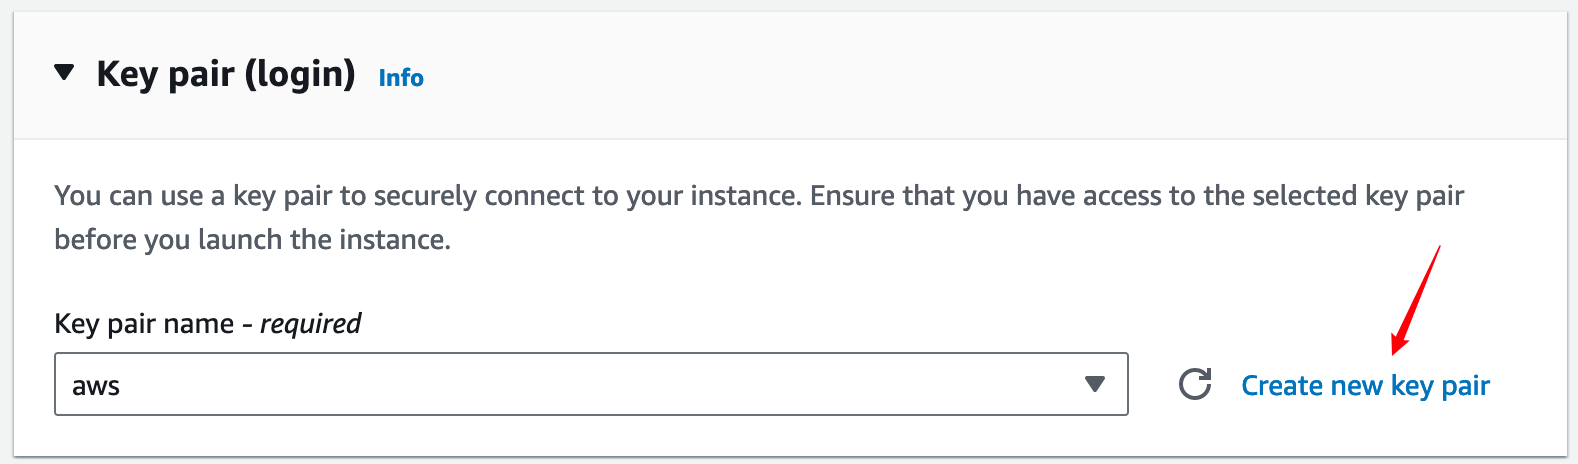 Key pair (login) Info
You can use a key pair to securely connect to your instance. Ensure that you have access to the selected key pair
before you launch the instance.
Key pair name - required
aws
Create new key pair